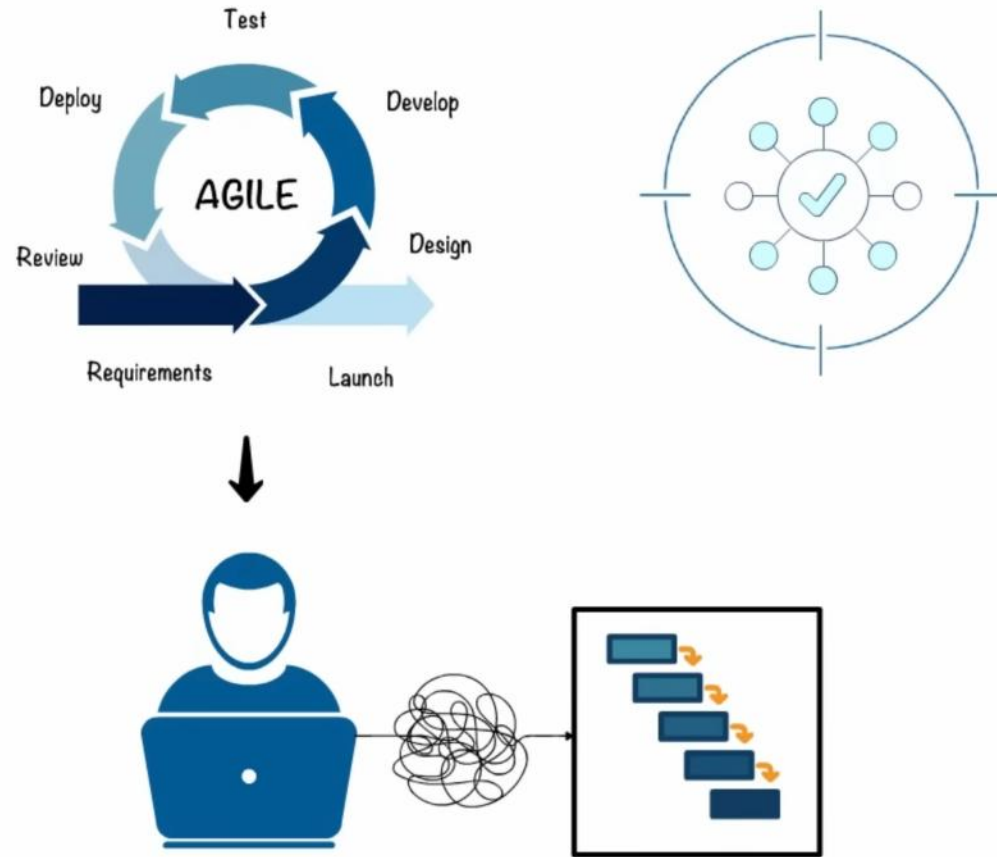 Test
Deploy
Develop
AGILE
Review
Design
Requirements
Launch